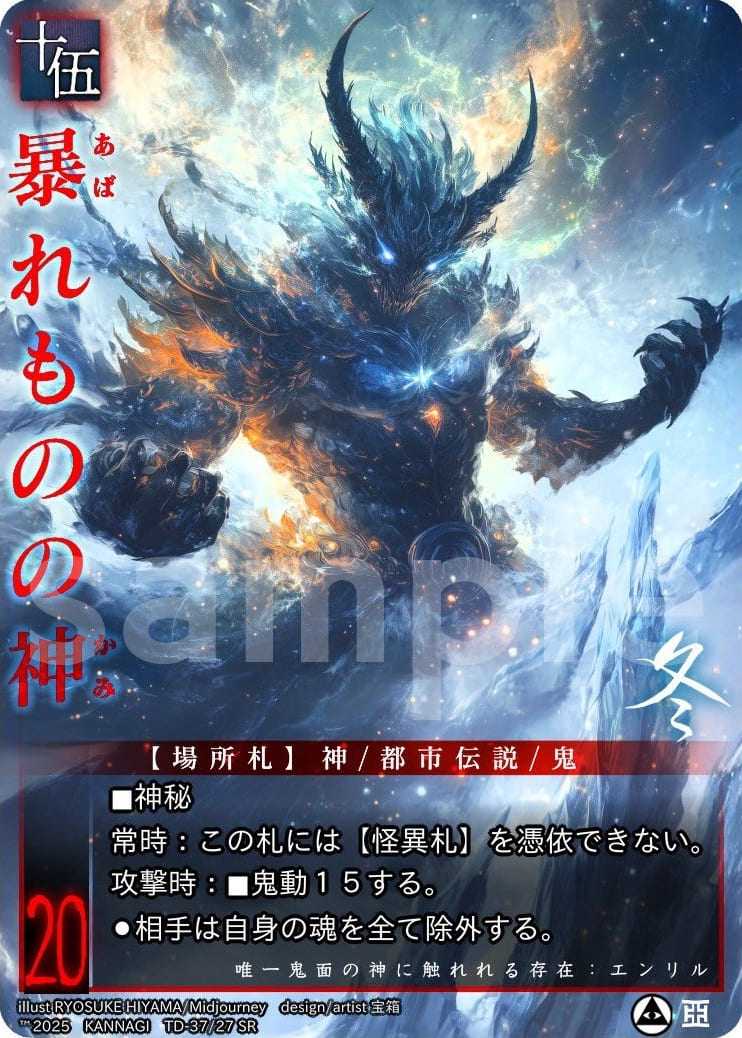 十伍
暴れものの神
あば
かみ
sample
冬
【場所札】神/都市伝説/鬼
■神秘
常時：この札には【怪異札】を憑依できない。
攻撃時：■鬼動１５する。
●相手は自身の魂を全て除外する。
唯一鬼面の神に触れれる存在：エンリル
20
illust RYOSUKE HIYAMA/Midjourney design/artist 宝箱
™2025 KANNAGI TD-37/27 SR